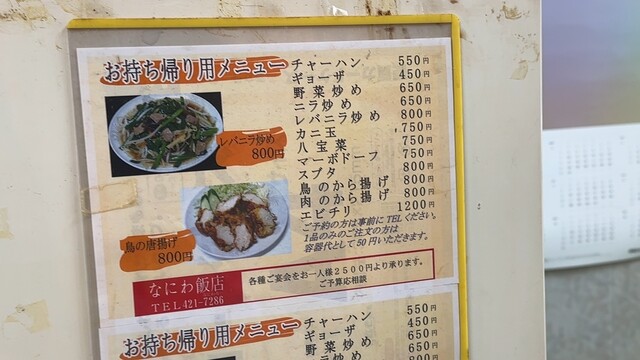 お持ち帰り用メニュー
チャーハン 550円
ギョーザ 450円
野菜炒め 650円
ニラ炒め 650円
レバニラ炒め 800円
カニ玉 750円
八宝菜 750円
マーボドーフ 750円
スブタ 800円
鳥のから揚げ 800円
肉のから揚げ 800円
エビチリ 1200円
ご予約の方は事前にTELください。
1品のみのご注文の方は
容器代として50円いただきます。
レバニラ炒め
800円
鳥の唐揚げ
800円
なにわ飯店
TEL421-7286
各種ご宴会をお一人様2500円より承ります。
ご予算応相談
お持ち帰り用メニュー
チャーハン 550円
ギョーザ 450円
野菜炒め 650円